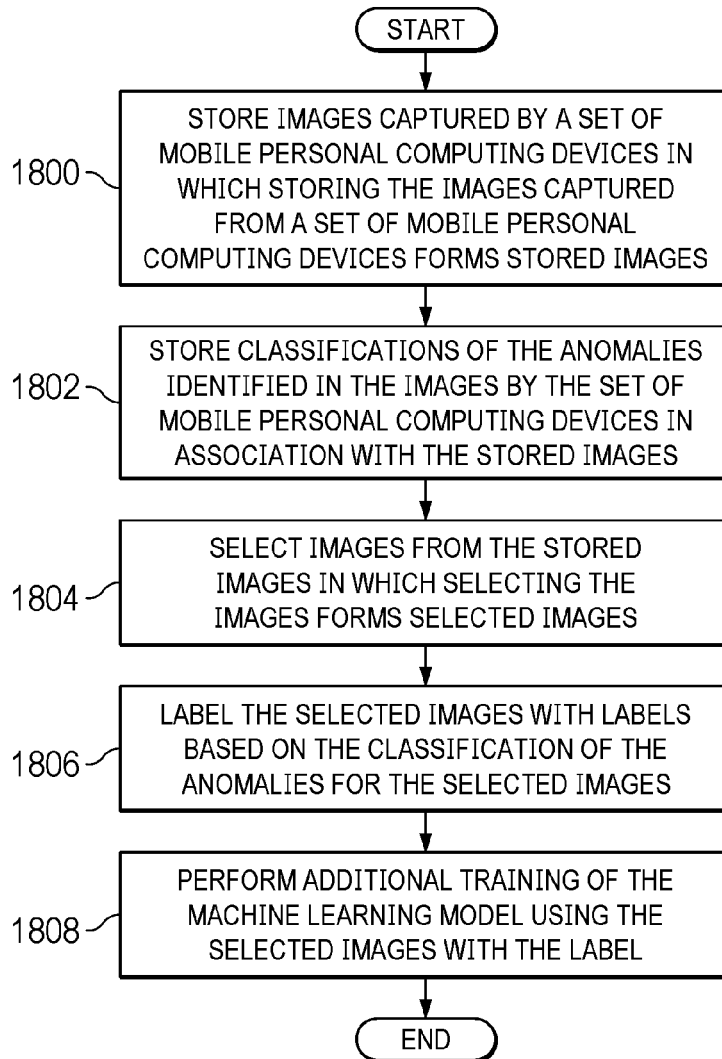 START
1800
STORE IMAGES CAPTURED BY A SET OF
MOBILE PERSONAL COMPUTING DEVICES IN
WHICH STORING THE IMAGES CAPTURED
FROM A SET OF MOBILE PERSONAL
COMPUTING DEVICES FORMS STORED IMAGES
1802
STORE CLASSIFICATIONS OF THE ANOMALIES
IDENTIFIED IN THE IMAGES BY THE SET OF
MOBILE PERSONAL COMPUTING DEVICES IN
ASSOCIATION WITH THE STORED IMAGES
1804
SELECT IMAGES FROM THE STORED
IMAGES IN WHICH SELECTING THE
IMAGES FORMS SELECTED IMAGES
1806
LABEL THE SELECTED IMAGES WITH LABELS
BASED ON THE CLASSIFICATION OF THE
ANOMALIES FOR THE SELECTED IMAGES
1808
PERFORM ADDITIONAL TRAINING OF THE
MACHINE LEARNING MODEL USING THE
SELECTED IMAGES WITH THE LABEL
END